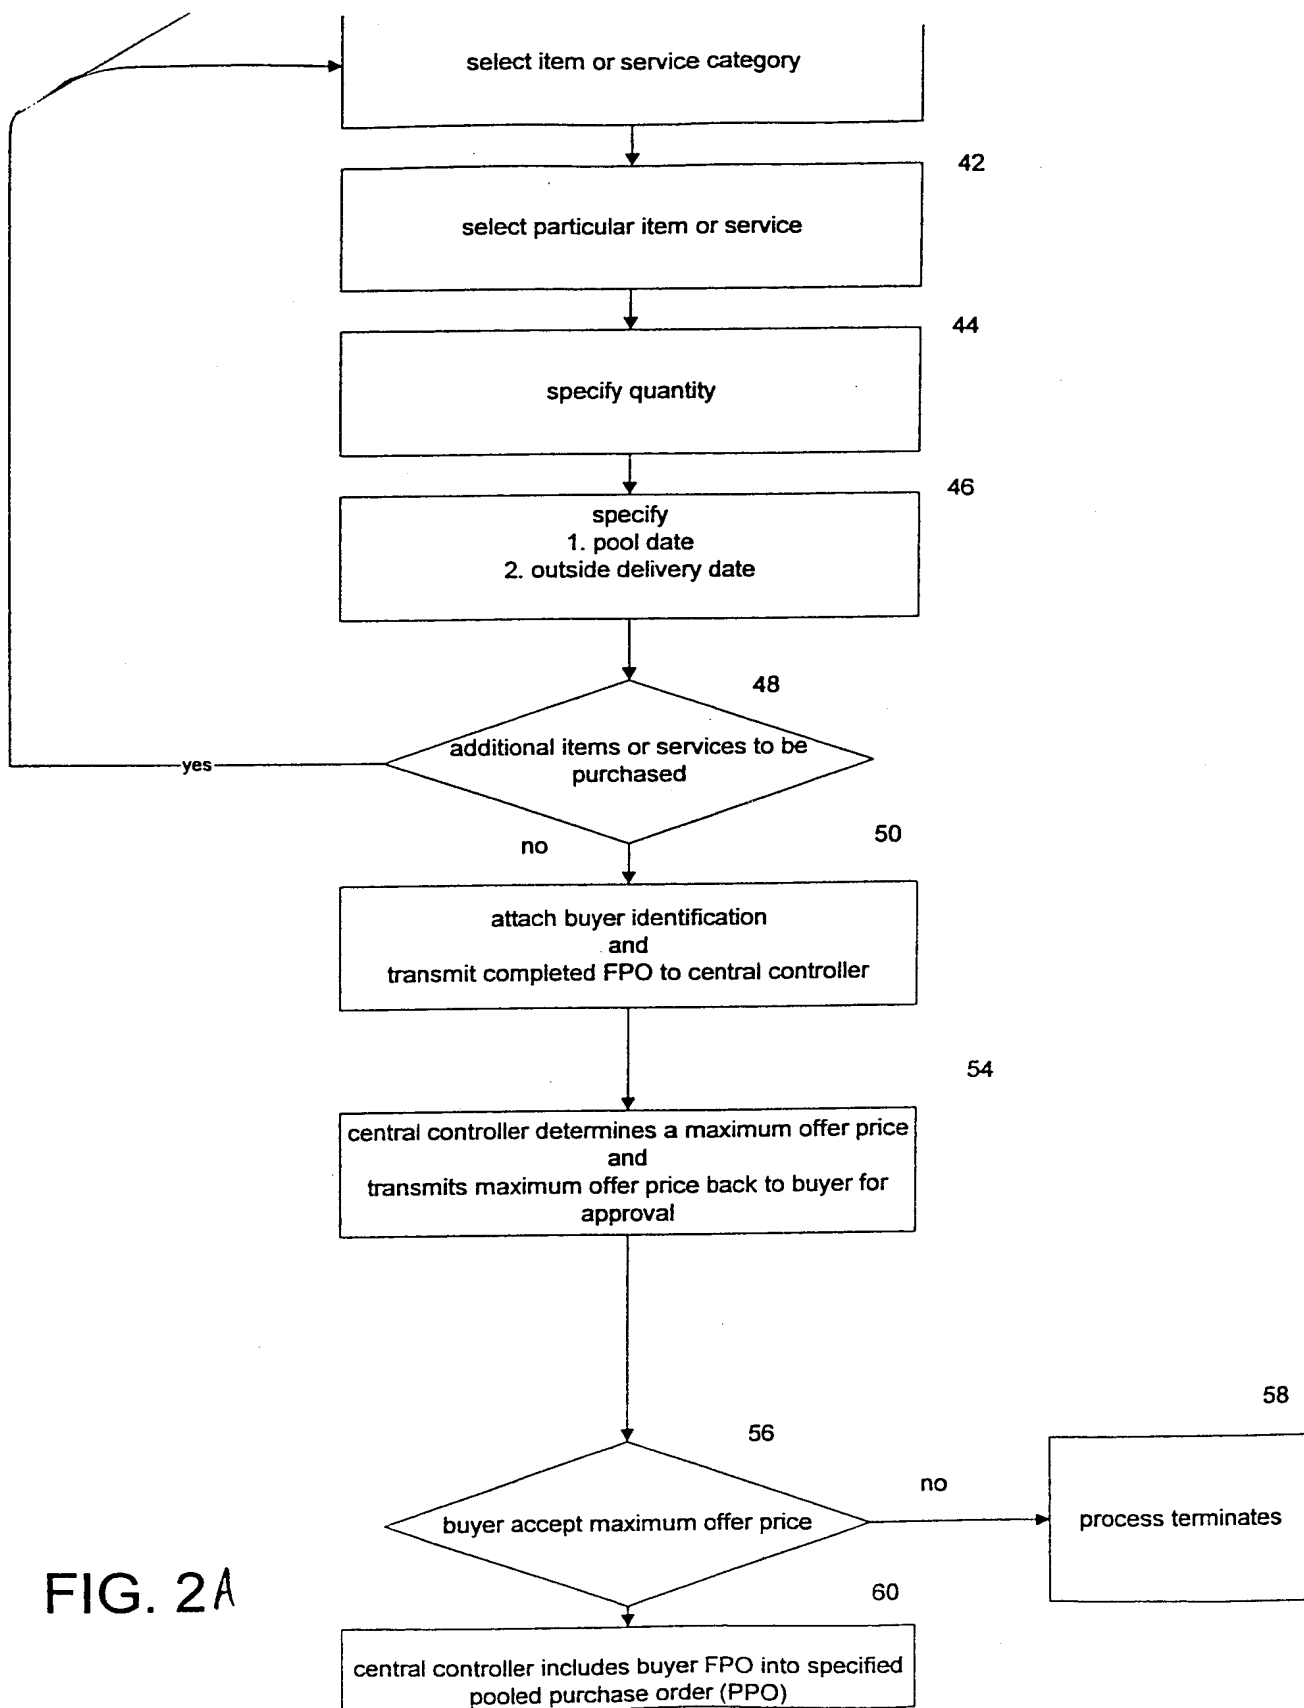 select item or service category
42
select particular item or service
44
specify quantity
46
specify
1. pool date
2. outside delivery date
48
additional items or services to be
purchased
yes
no
50
attach buyer identification
and
transmit completed FPO to central controller
54
central controller determines a maximum offer price
and
transmits maximum offer price back to buyer for
approval
56
58
buyer accept maximum offer price
no
process terminates
FIG. 2A
60
central controller includes buyer FPO into specified
pooled purchase order (PPO)